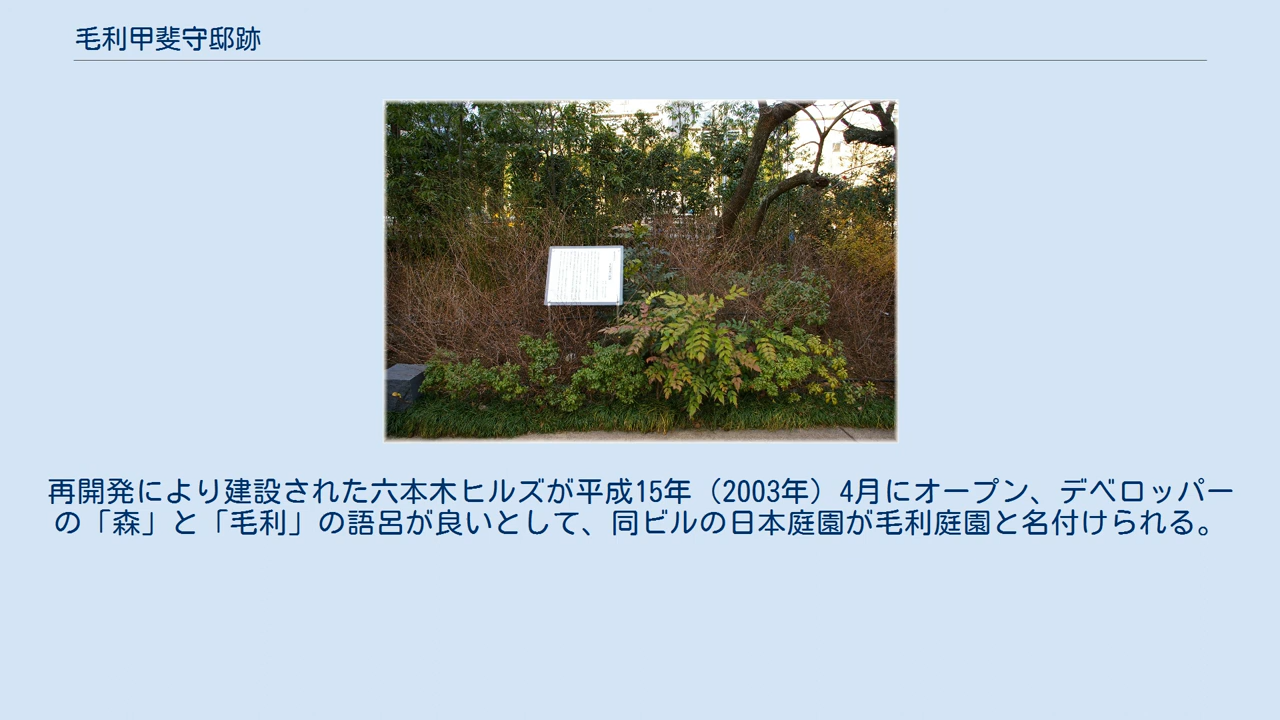 毛利甲斐守邸跡
再開発により建設された六本木ヒルズが平成15年（2003年）4月にオープン、デベロッパー
の「森」と「毛利」の語呂が良いとして、同ビルの日本庭園が毛利庭園と名付けられる。